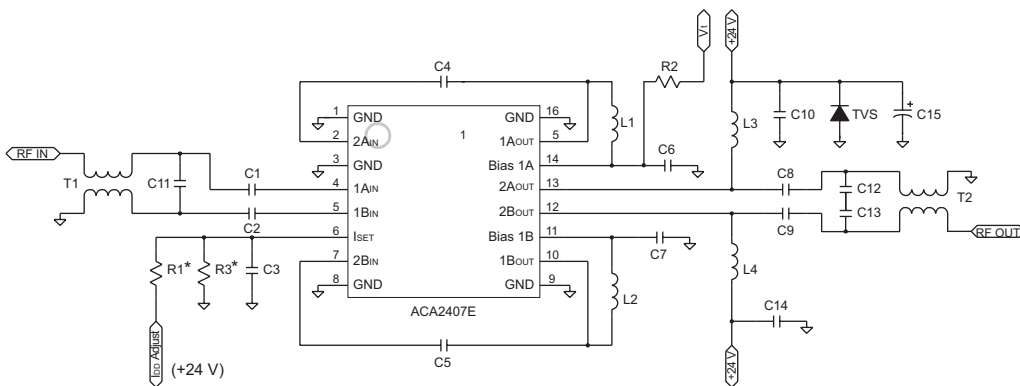 Vt
+24 V
C4
R2
1
GND
GND
16
L1
L3
C10
TVS
+
C15
2
2AIN
1
1AOUT
5
RF IN
3
GND
Bias 1A
14
C6
T1
C11
C1
4
1AIN
2AOUT
13
C8
C12
T2
5
1BIN
2BOUT
12
C13
C2
C9
RF OUT
6
ISET
Bias 1B
11
C7
R1*
R3*
C3
7
2BIN
1BOUT
10
L4
8
GND
GND
9
L2
ACA2407E
C14
C5
IDD Adjust
(+24 V)
+24 V